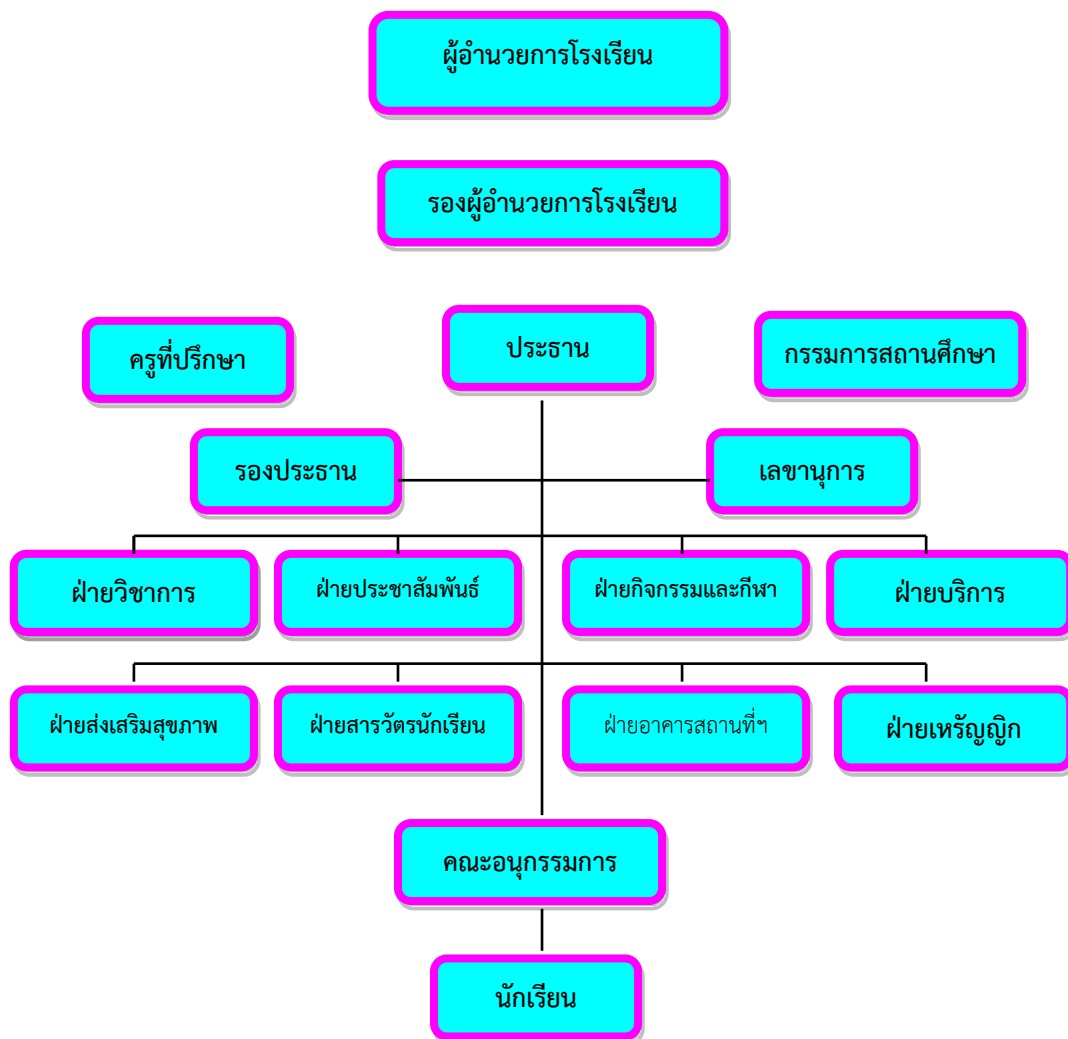 ผู้อำนวยการโรงเรียน
รองผู้อำนวยการโรงเรียน
ครูที่ปรึกษา
ประธาน
กรรมการสถานศึกษา
รองประธาน
เลขานุการ
ฝ่ายวิชาการ
ฝ่ายประชาสัมพันธ์
ฝ่ายกิจกรรมและกีฬา
ฝ่ายบริการ
ฝ่ายส่งเสริมสุขภาพ
ฝ่ายสารวัตรนักเรียน
ฝ่ายอาคารสถานที่ฯ
ฝ่ายเหรัญญิก
คณะอนุกรรมการ
นักเรียน